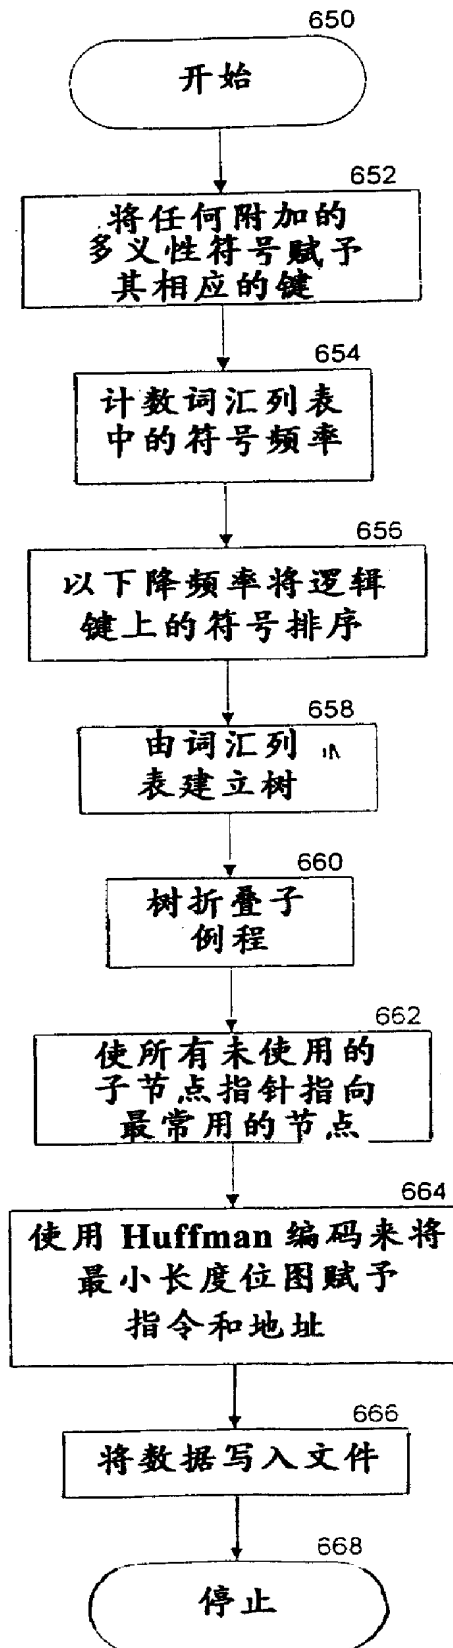 650
开始
652
将任何附加的
多义性符号赋予
其相应的键
654
计数词汇列表
中的符号频率
656
以下降频率将逻辑
键上的符号排序
658
由词汇列
表建立树
660
树折叠子
例程
662
使所有未使用的
子节点指针指向
最常用的节点
664
使用 Huffman 编码来将
最小长度位图赋予
指令和地址
666
将数据写入文件
668
停止